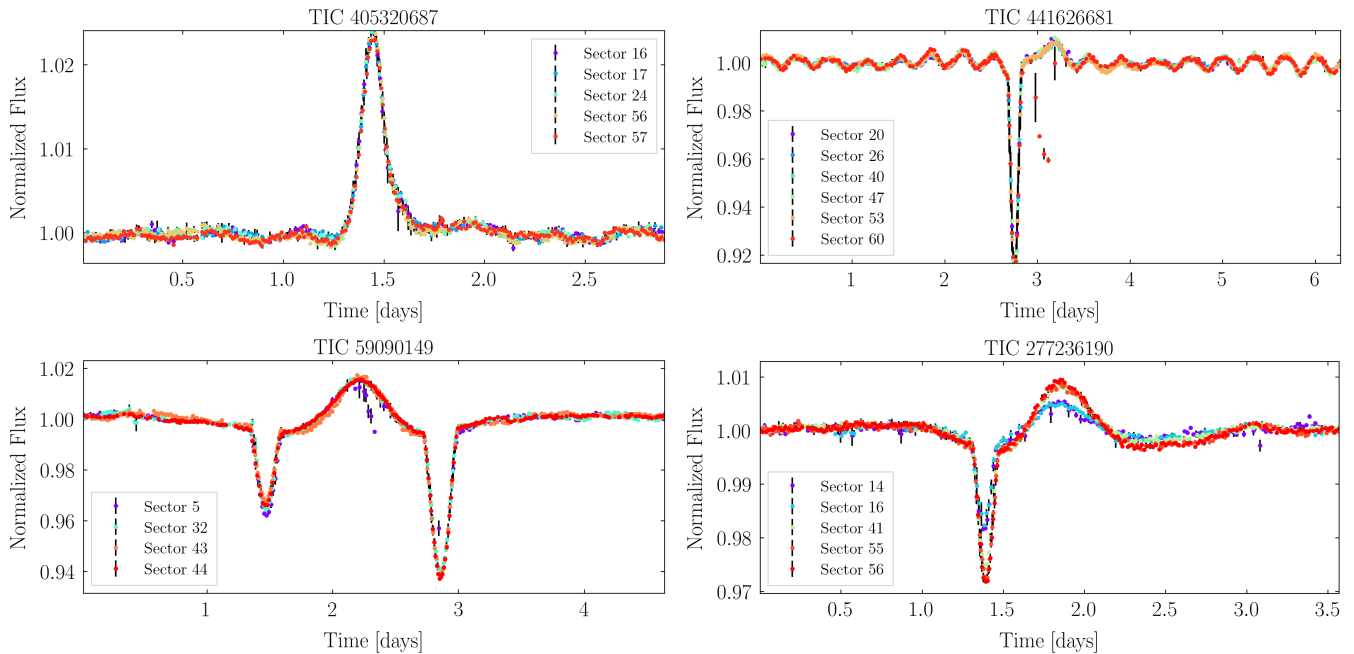 TIC 405320687
Normalized Flux
1.02
1.01
1.00
Sector 16
Sector 17
Sector 24
Sector 56
Sector 57
0.5
1.0
1.5
2.0
2.5
Time [days]
TIC 441626681
Normalized Flux
1.00
0.98
0.96
0.94
0.92
Sector 20
Sector 26
Sector 40
Sector 47
Sector 53
Sector 60
1
2
3
4
5
6
Time [days]
TIC 59090149
Normalized Flux
1.02
1.00
0.98
0.96
0.94
Sector 5
Sector 32
Sector 43
Sector 44
1
2
3
4
Time [days]
TIC 277236190
Normalized Flux
1.01
1.00
0.99
0.98
0.97
Sector 14
Sector 16
Sector 41
Sector 55
Sector 56
0.5
1.0
1.5
2.0
2.5
3.0
3.5
Time [days]